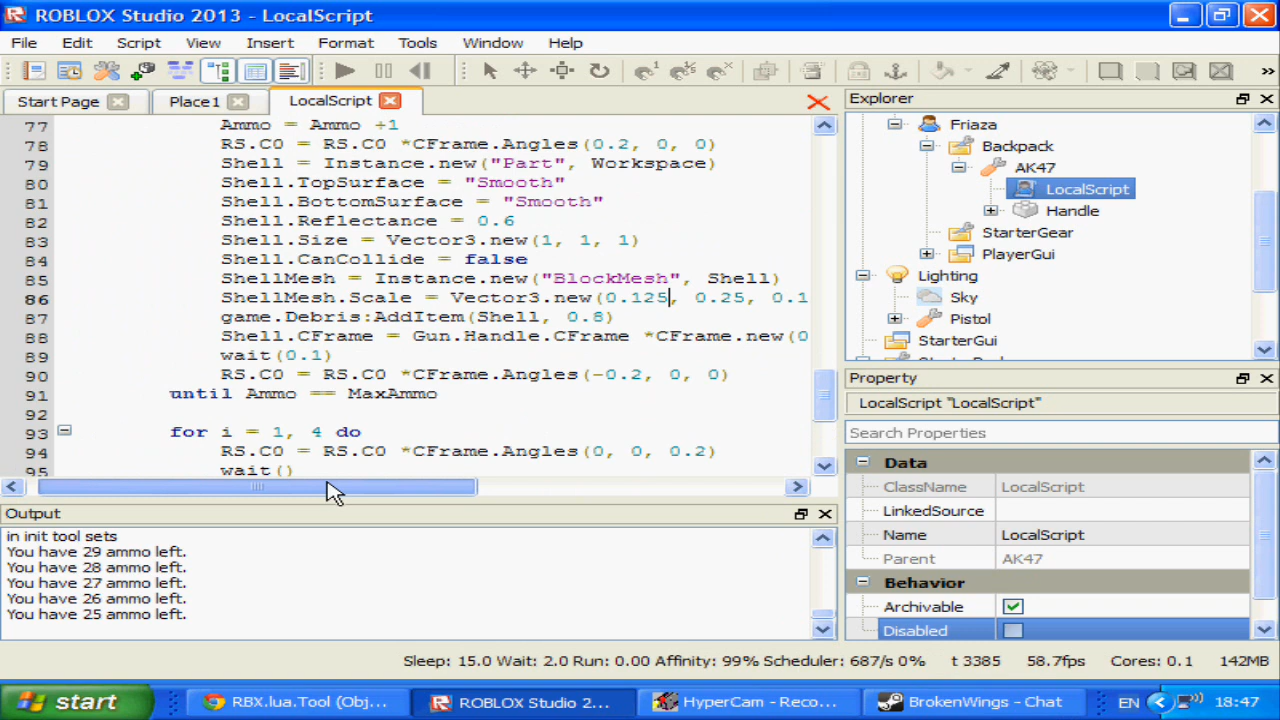 ROBLOX Studio 2013 - LocalScript
File Edit Script View Insert Format Tools Window Help
Start Page Place1 LocalScript
77 Ammo = Ammo +1
78 RS.C0 = RS.C0 *CFrame.Angles(0.2, 0, 0)
79 Shell = Instance.new("Part", Workspace)
80 Shell.TopSurface = "Smooth"
81 Shell.BottomSurface = "Smooth"
82 Shell.Reflectance = 0.6
83 Shell.Size = Vector3.new(1, 1, 1)
84 Shell.CanCollide = false
85 ShellMesh = Instance.new("BlockMesh", Shell)
86 ShellMesh.Scale = Vector3.new(0.125, 0.25, 0.1
87 game.Debris:AddItem(Shell, 0.8)
88 Shell.CFrame = Gun.Handle.CFrame *CFrame.new(0
89 wait(0.1)
90 RS.C0 = RS.C0 *CFrame.Angles(-0.2, 0, 0)
91 until Ammo == MaxAmmo
92
93 for i = 1, 4 do
94 RS.C0 = RS.C0 *CFrame.Angles(0, 0, 0.2)
95 wait()
Output
in init tool sets
You have 29 ammo left.
You have 28 ammo left.
You have 27 ammo left.
You have 26 ammo left.
You have 25 ammo left.
Explorer
Friaza
Backpack
AK47
LocalScript
Handle
StarterGear
PlayerGui
Lighting
Sky
Pistol
StarterGui
Property
LocalScript "LocalScript"
Search Properties
Data
ClassName LocalScript
LinkedSource
Name LocalScript
Parent AK47
Behavior
Archivable
Disabled
Sleep: 15.0 Wait: 2.0 Run: 0.00 Affinity: 99% Scheduler: 687/s 0% t 3385 58.7fps Cores: 0.1 142MB
start RBX.lua.Tool (Obj... ROBLOX Studio 2... HyperCam - Reco... BrokenWings - Chat EN 18:47